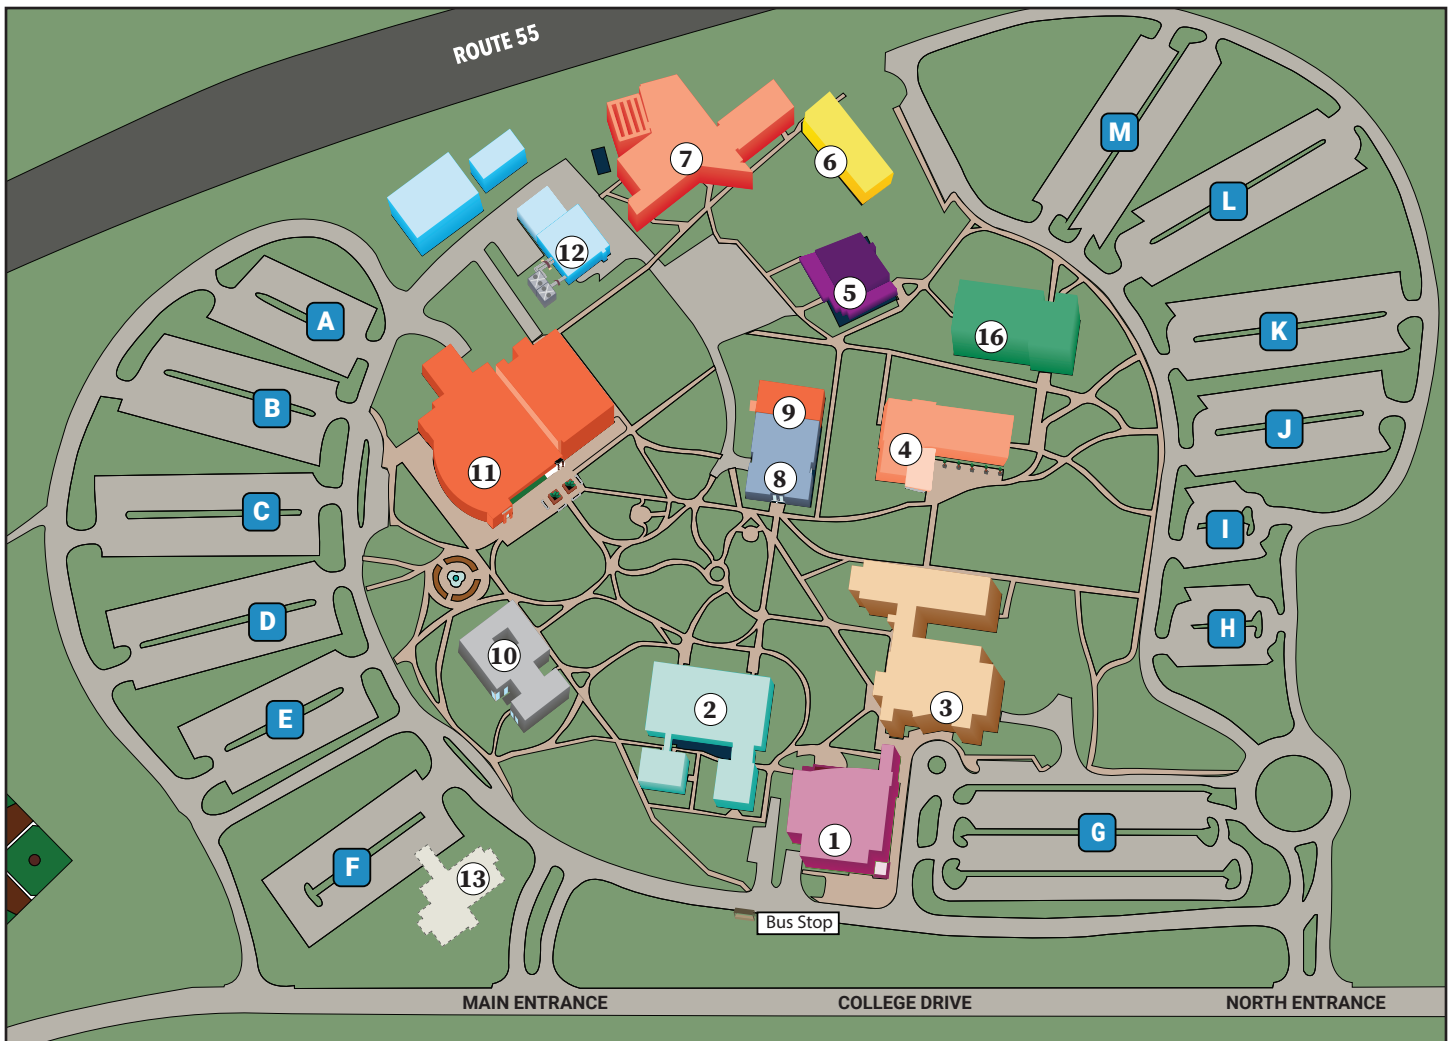 ROUTE 55
M
7
6
L
12
5
A
K
16
B
9
J
4
11
8
C
I
D
H
10
2
3
E
G
1
F
13
Bus Stop
MAIN ENTRANCE
COLLEGE DRIVE
NORTH ENTRANCE